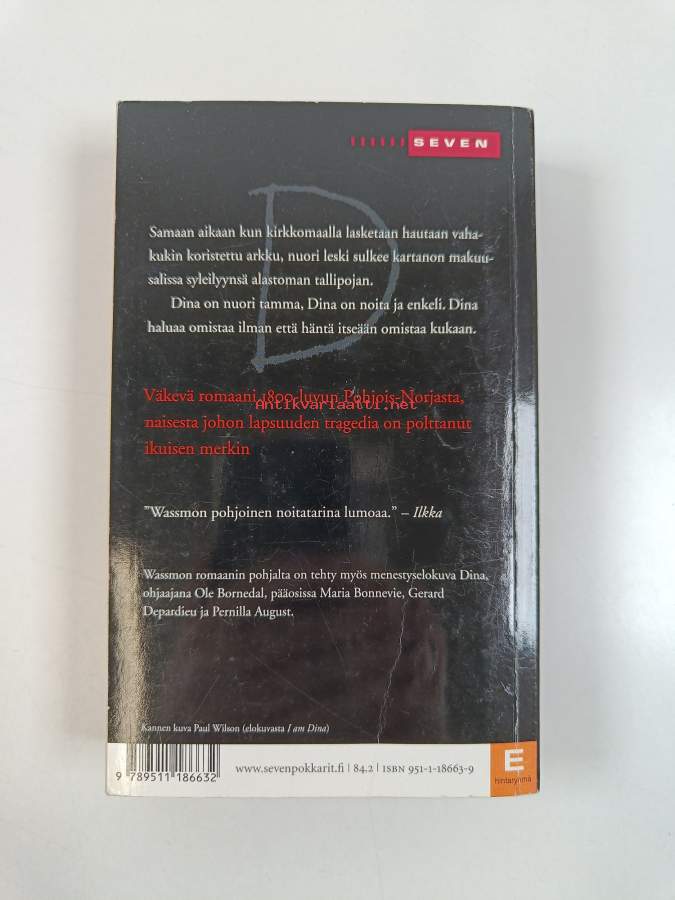 SEVEN
D
Samaan aikaan kun kirkkomaalla lasketaan hautaan vaha-
kukin koristettu arkku, nuori leski sulkee kartanon makuu-
salissa syleilyynsä alastoman tallipojan.
Dina on nuori tamma, Dina on noita ja enkeli. Dina
haluaa omistaa ilman että häntä itseään omistaa kukaan.
Väkevä romaani 1800-luvun Pohjois-Norjasta,
Antikvariaatti.net
naisesta johon lapsuuden tragedia on polttanut
ikuisen merkin
”Wassmon pohjoinen noitatarina lumoaa.” – Ilkka
Wassmon romaanin pohjalta on tehty myös menestyselokuva Dina,
ohjaajana Ole Bornedal, pääosissa Maria Bonnevie, Gerard
Depardieu ja Pernilla August.
Kannen kuva Paul Wilson (elokuvasta I am Dina)
9 789511 186632
www.sevenpokkarit.fi | 84.2 | ISBN 951-1-18663-9
E
hintaryhmä